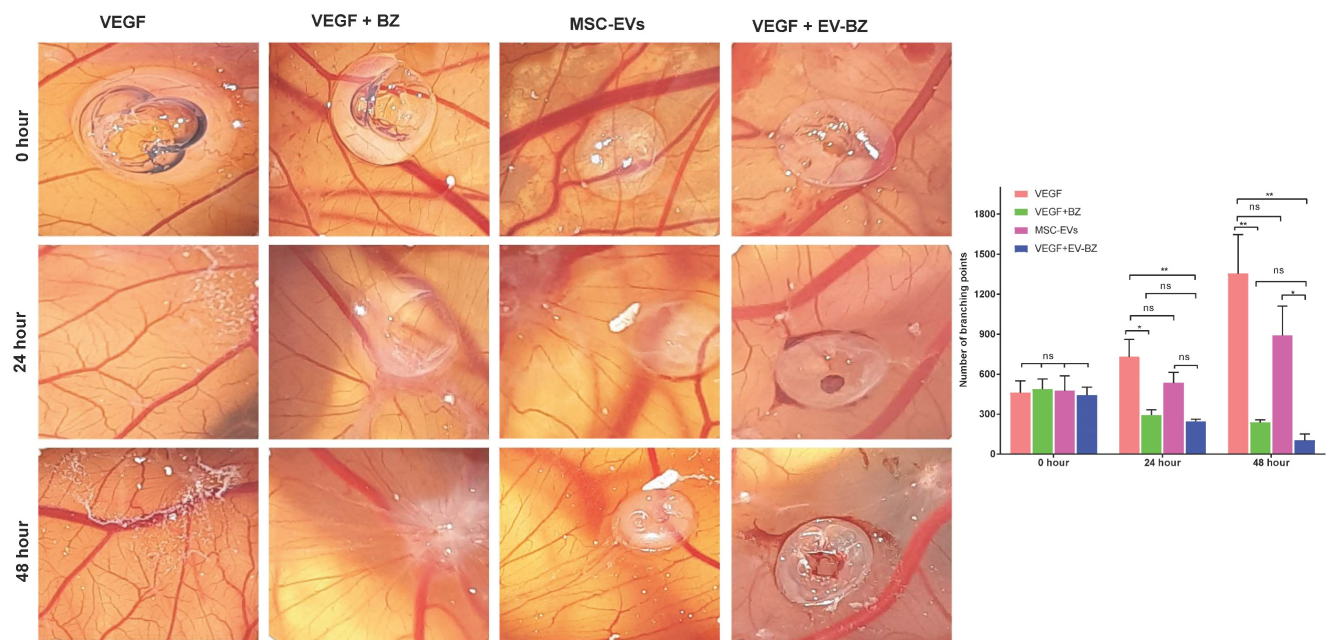 VEGF
VEGF + BZ
MSC-EVs
VEGF + EV-BZ
0 hour
24 hour
48 hour
VEGF
VEGF+BZ
MSC-EVs
VEGF+EV-BZ
Number of branching points
1800
1500
1200
900
600
300
0
ns
**
ns
ns
*
ns
**
ns
**
ns
*
0 hour
24 hour
48 hour